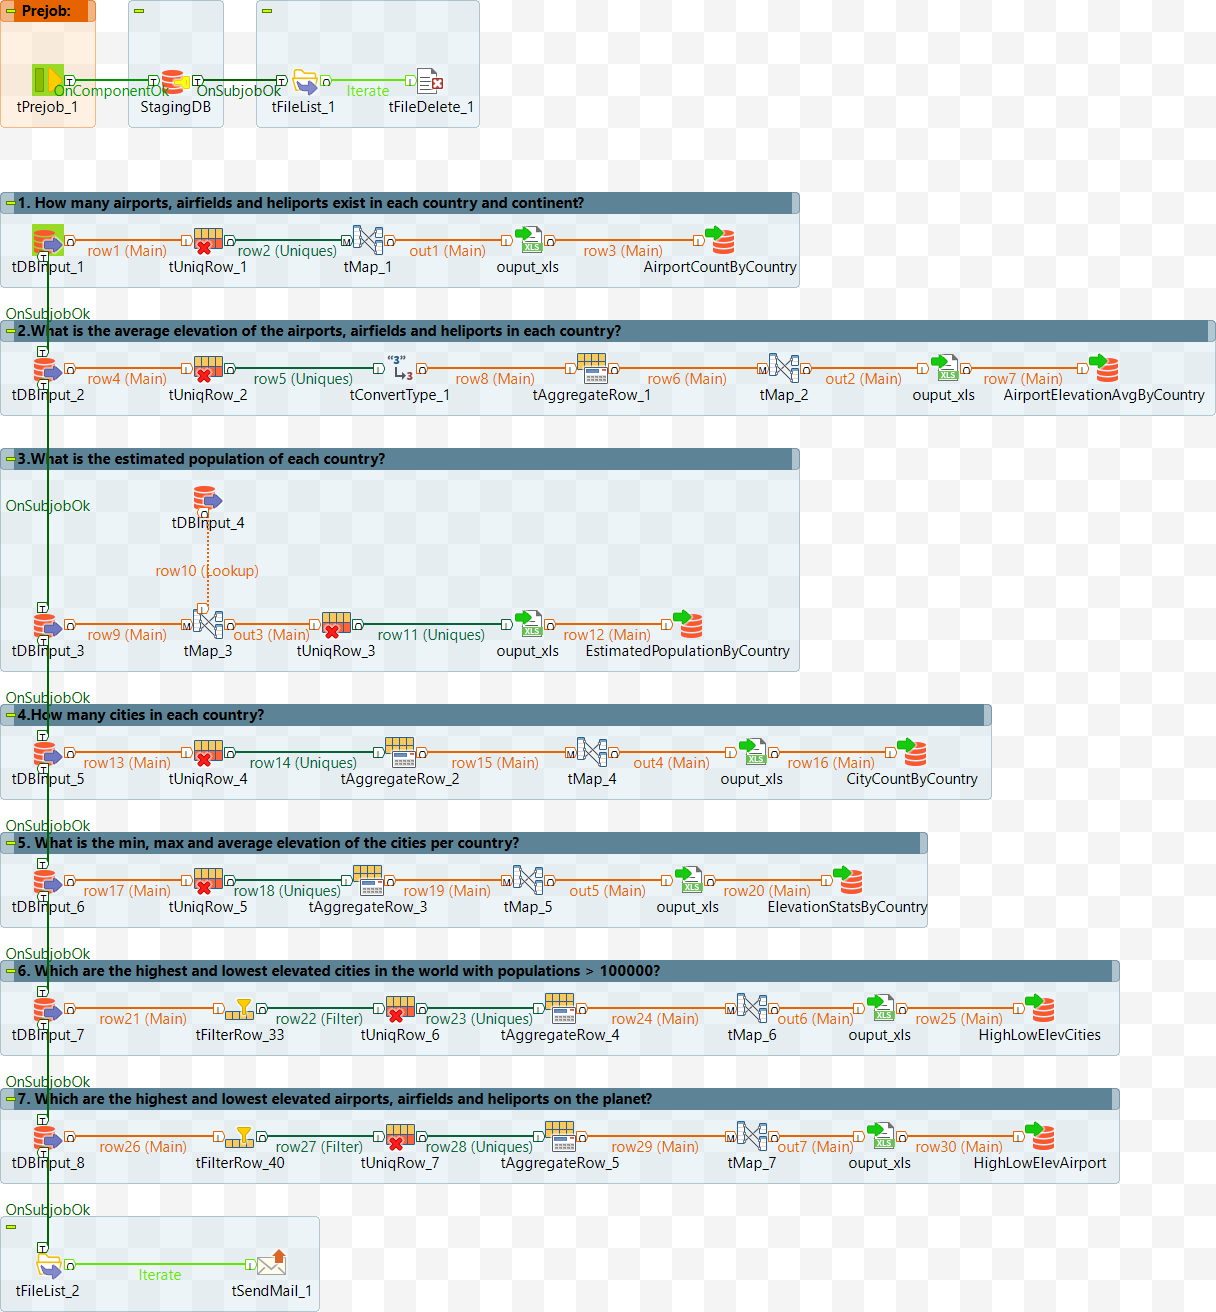 Prejob:
OnComponentOk OnSubjobOk Iterate
tPrejob_1 StagingDB tFileList_1 tFileDelete_1
1. How many airports, airfields and heliports exist in each country and continent?
row1 (Main) row2 (Uniques) out1 (Main) XLS row3 (Main)
tDBInput_1 tUniqRow_1 tMap_1 ouput_xls AirportCountByCountry
OnSubjobOk
2.What is the average elevation of the airports, airfields and heliports in each country?
row4 (Main) row5 (Uniques) "3" 3 row8 (Main) row6 (Main) out2 (Main) XLS row7 (Main)
tDBInput_2 tUniqRow_2 tConvertType_1 tAggregateRow_1 tMap_2 ouput_xls AirportElevationAvgByCountry
3.What is the estimated population of each country?
OnSubjobOk
tDBInput_4
row10 (Lookup)
row9 (Main) out3 (Main) row11 (Uniques) XLS row12 (Main)
tDBInput_3 tMap_3 tUniqRow_3 ouput_xls EstimatedPopulationByCountry
OnSubjobOk
4.How many cities in each country?
row13 (Main) row14 (Uniques) row15 (Main) out4 (Main) XLS row16 (Main)
tDBInput_5 tUniqRow_4 tAggregateRow_2 tMap_4 ouput_xls CityCountByCountry
OnSubjobOk
5. What is the min, max and average elevation of the cities per country?
row17 (Main) row18 (Uniques) row19 (Main) out5 (Main) XLS row20 (Main)
tDBInput_6 tUniqRow_5 tAggregateRow_3 tMap_5 ouput_xls ElevationStatsByCountry
OnSubjobOk
6. Which are the highest and lowest elevated cities in the world with populations > 100000?
row21 (Main) row22 (Filter) row23 (Uniques) row24 (Main) out6 (Main) XLS row25 (Main)
tDBInput_7 tFilterRow_33 tUniqRow_6 tAggregateRow_4 tMap_6 ouput_xls HighLowElevCities
OnSubjobOk
7. Which are the highest and lowest elevated airports, airfields and heliports on the planet?
row26 (Main) row27 (Filter) row28 (Uniques) row29 (Main) out7 (Main) XLS row30 (Main)
tDBInput_8 tFilterRow_40 tUniqRow_7 tAggregateRow_5 tMap_7 ouput_xls HighLowElevAirport
OnSubjobOk
Iterate
tFileList_2 tSendMail_1